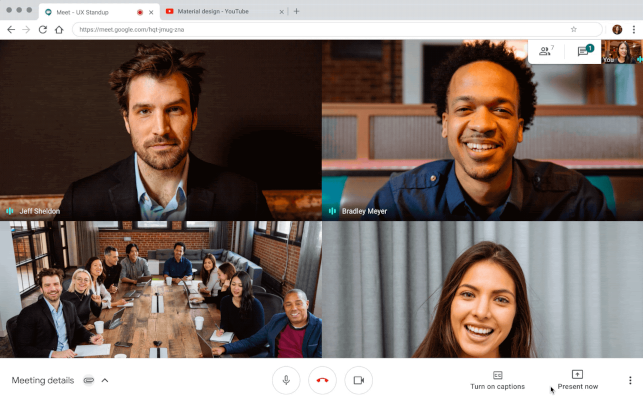 Meet - UX Standup
Material design - YouTube
https://meet.google.com/hqt-jmug-zna
7
1
You
Jeff Sheldon
Bradley Meyer
Meeting details
Turn on captions
Present now